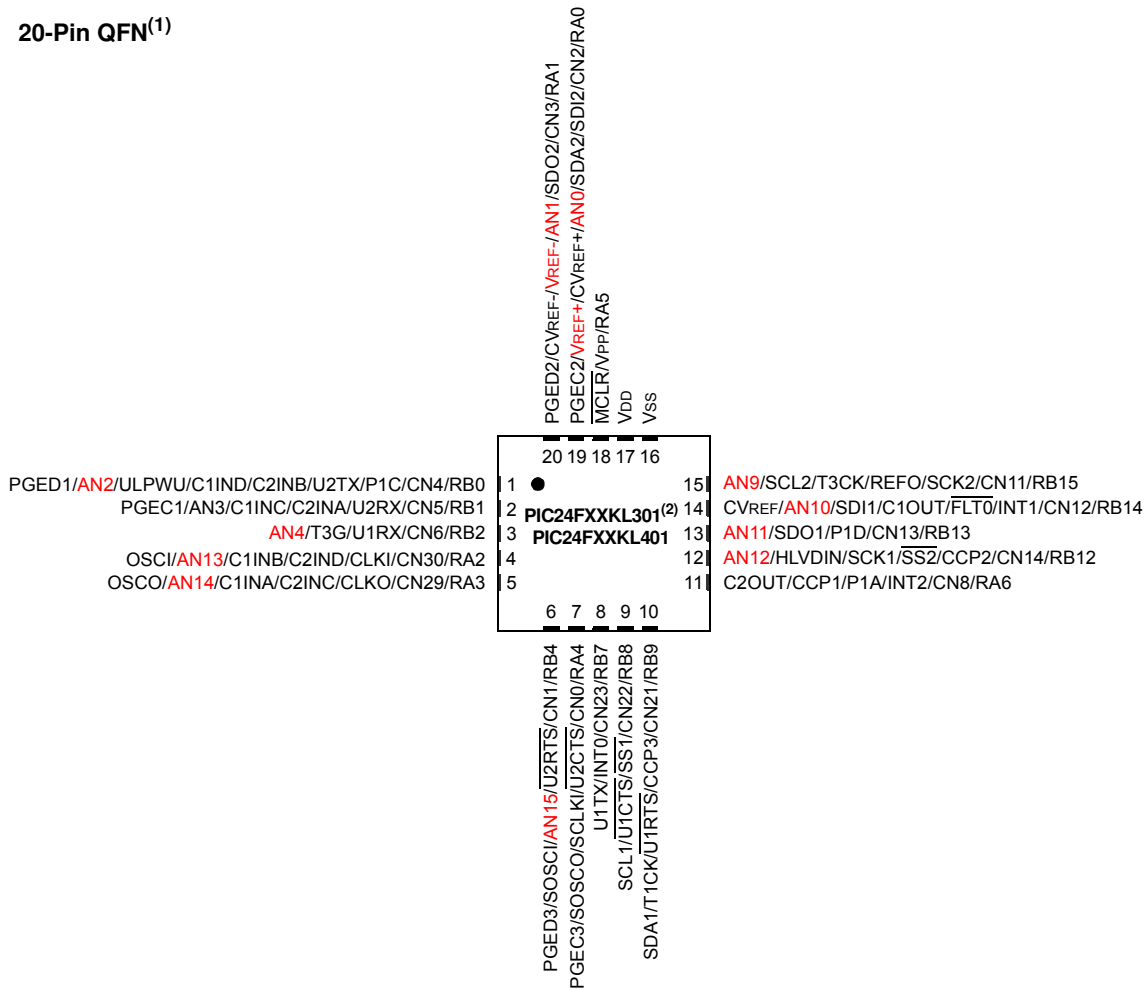 20-Pin QFN(1)
PGED2/CVREF-/VREF-/AN1/SDO2/CN3/RA1
PGEC2/VREF+/CVREF+/AN0/SDA2/SDI2/CN2/RA0
MCLR/VPP/RA5
VDD
VSS
20 19 18 17 16
PGED1/AN2/ULPWU/C1IND/C2INB/U2TX/P1C/CN4/RB0 1
PGEC1/AN3/C1INC/C2INA/U2RX/CN5/RB1 2
AN4/T3G/U1RX/CN6/RB2 3
OSCI/AN13/C1INB/C2IND/CLKI/CN30/RA2 4
OSCO/AN14/C1INA/C2INC/CLKO/CN29/RA3 5
PIC24FXXKL301(2)
PIC24FXXKL401
15 AN9/SCL2/T3CK/REFO/SCK2/CN11/RB15
14 CVREF/AN10/SDI1/C1OUT/FLT0/INT1/CN12/RB14
13 AN11/SDO1/P1D/CN13/RB13
12 AN12/HLVDIN/SCK1/SS2/CCP2/CN14/RB12
11 C2OUT/CCP1/P1A/INT2/CN8/RA6
6 7 8 9 10
PGED3/SOSCI/AN15/U2RTS/CN1/RB4
PGEC3/SOSCO/SCLKI/U2CTS/CN0/RA4
U1TX/INT0/CN23/RB7
SCL1/U1CTS/SS1/CN22/RB8
SDA1/T1CK/U1RTS/CCP3/CN21/RB9